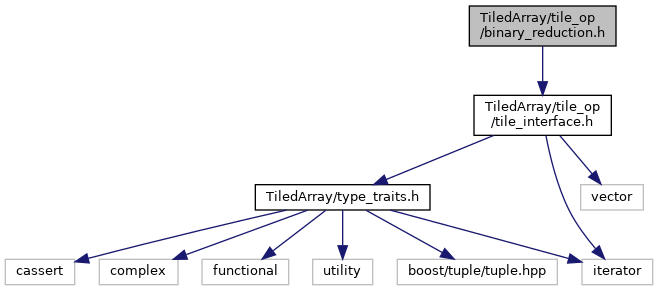 TiledArray/tile_op
/binary_reduction.h
TiledArray/tile_op
/tile_interface.h
TiledArray/type_traits.h
vector
cassert
complex
functional
utility
boost/tuple/tuple.hpp
iterator